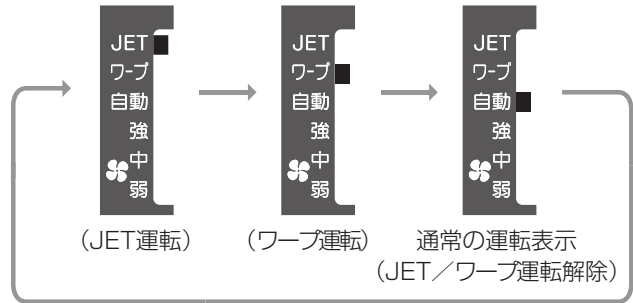 JET
ワープ
自動
強
中
弱
(JET運転)
JET
ワープ
自動
強
中
弱
(ワープ運転)
JET
ワープ
自動
強
中
弱
通常の運転表示
(JET/ワープ運転解除)